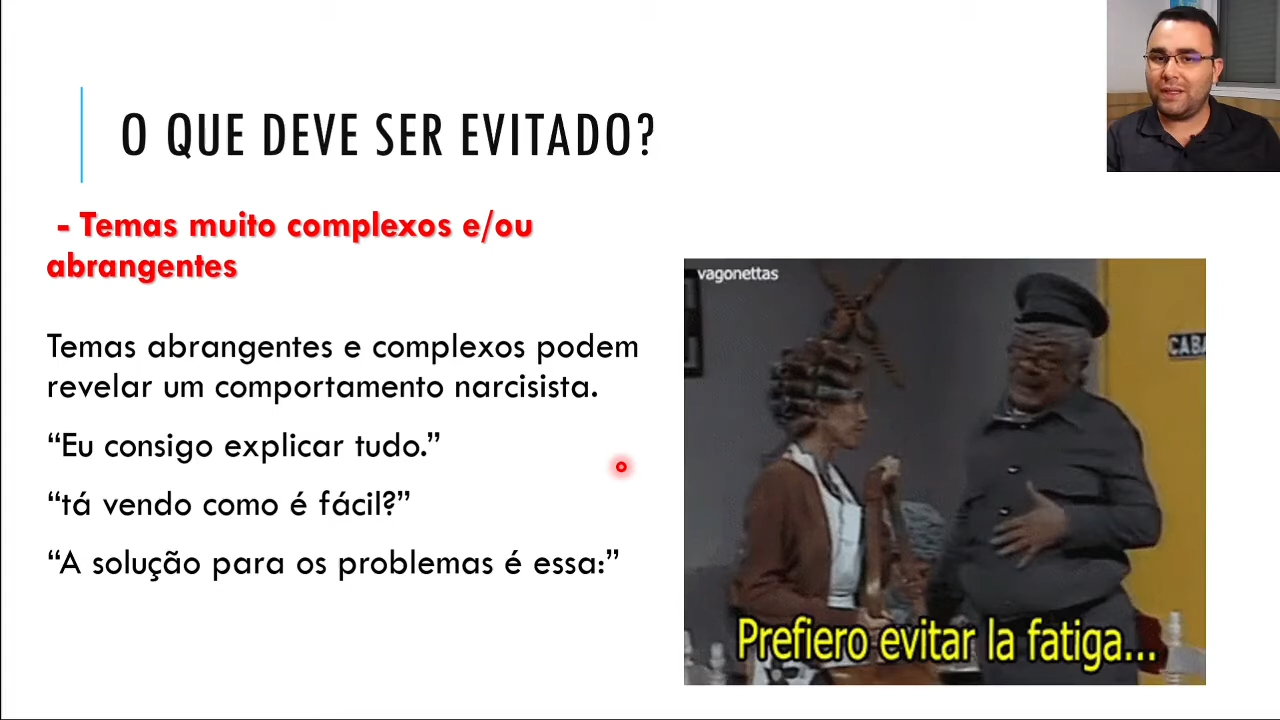 O QUE DEVE SER EVITADO?
- Temas muito complexos e/ou
abrangentes
Temas abrangentes e complexos podem
revelar um comportamento narcisista.
“Eu consigo explicar tudo.”
“tá vendo como é fácil?”
“A solução para os problemas é essa:”
vagonettas
CABA
Prefiero evitar la fatiga...